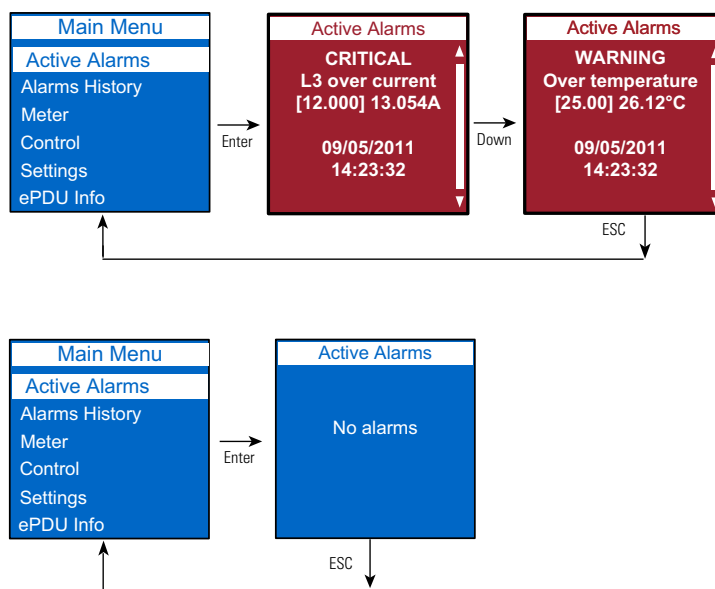 Main Menu
Active Alarms
Alarms History
Meter
Control
Settings
ePDU Info
Enter
Active Alarms
CRITICAL
L3 over current
[12.000] 13.054A
09/05/2011
14:23:32
Down
Active Alarms
WARNING
Over temperature
[25.00] 26.12°C
09/05/2011
14:23:32
ESC
Main Menu
Active Alarms
Alarms History
Meter
Control
Settings
ePDU Info
Enter
Active Alarms
No alarms
ESC